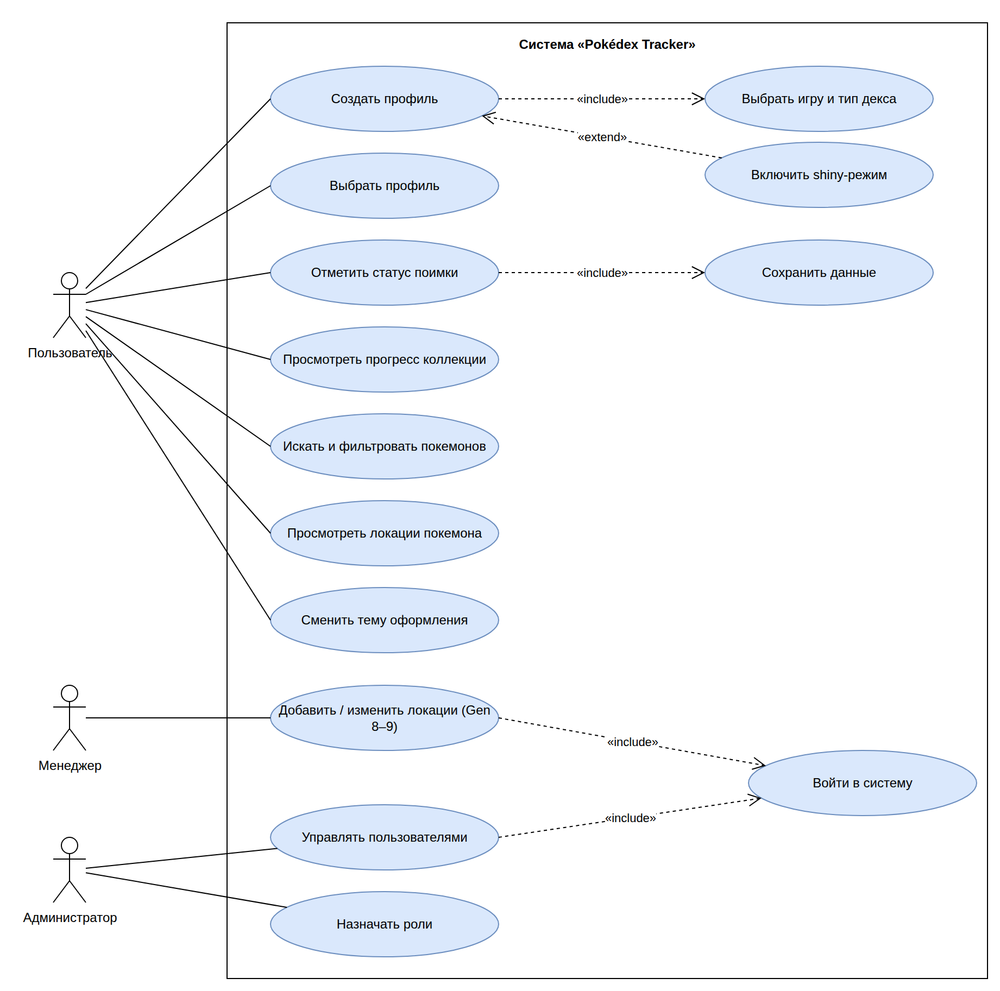 Система «Pokédex Tracker»
Создать профиль
«include»
Выбрать игру и тип декса
«extend»
Включить shiny-режим
Выбрать профиль
Отметить статус поимки
«include»
Сохранить данные
Пользователь
Просмотреть прогресс коллекции
Искать и фильтровать покемонов
Просмотреть локации покемона
Сменить тему оформления
Добавить / изменить локации (Gen
8–9)
«include»
Менеджер
Войти в систему
«include»
Управлять пользователями
Администратор
Назначать роли